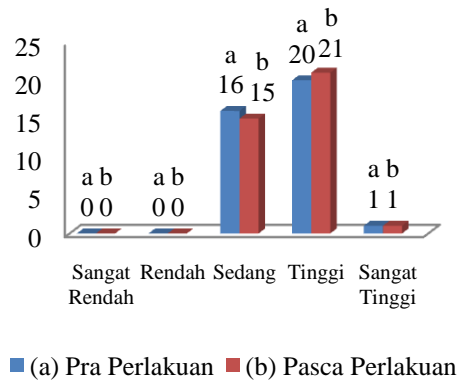 25
20
15
10
5
0
a b
0 0
a b
0 0
a b
16 15
a b
20 21
a b
1 1
Sangat Rendah Sedang Tinggi Sangat
Rendah Tinggi
(a) Pra Perlakuan (b) Pasca Perlakuan